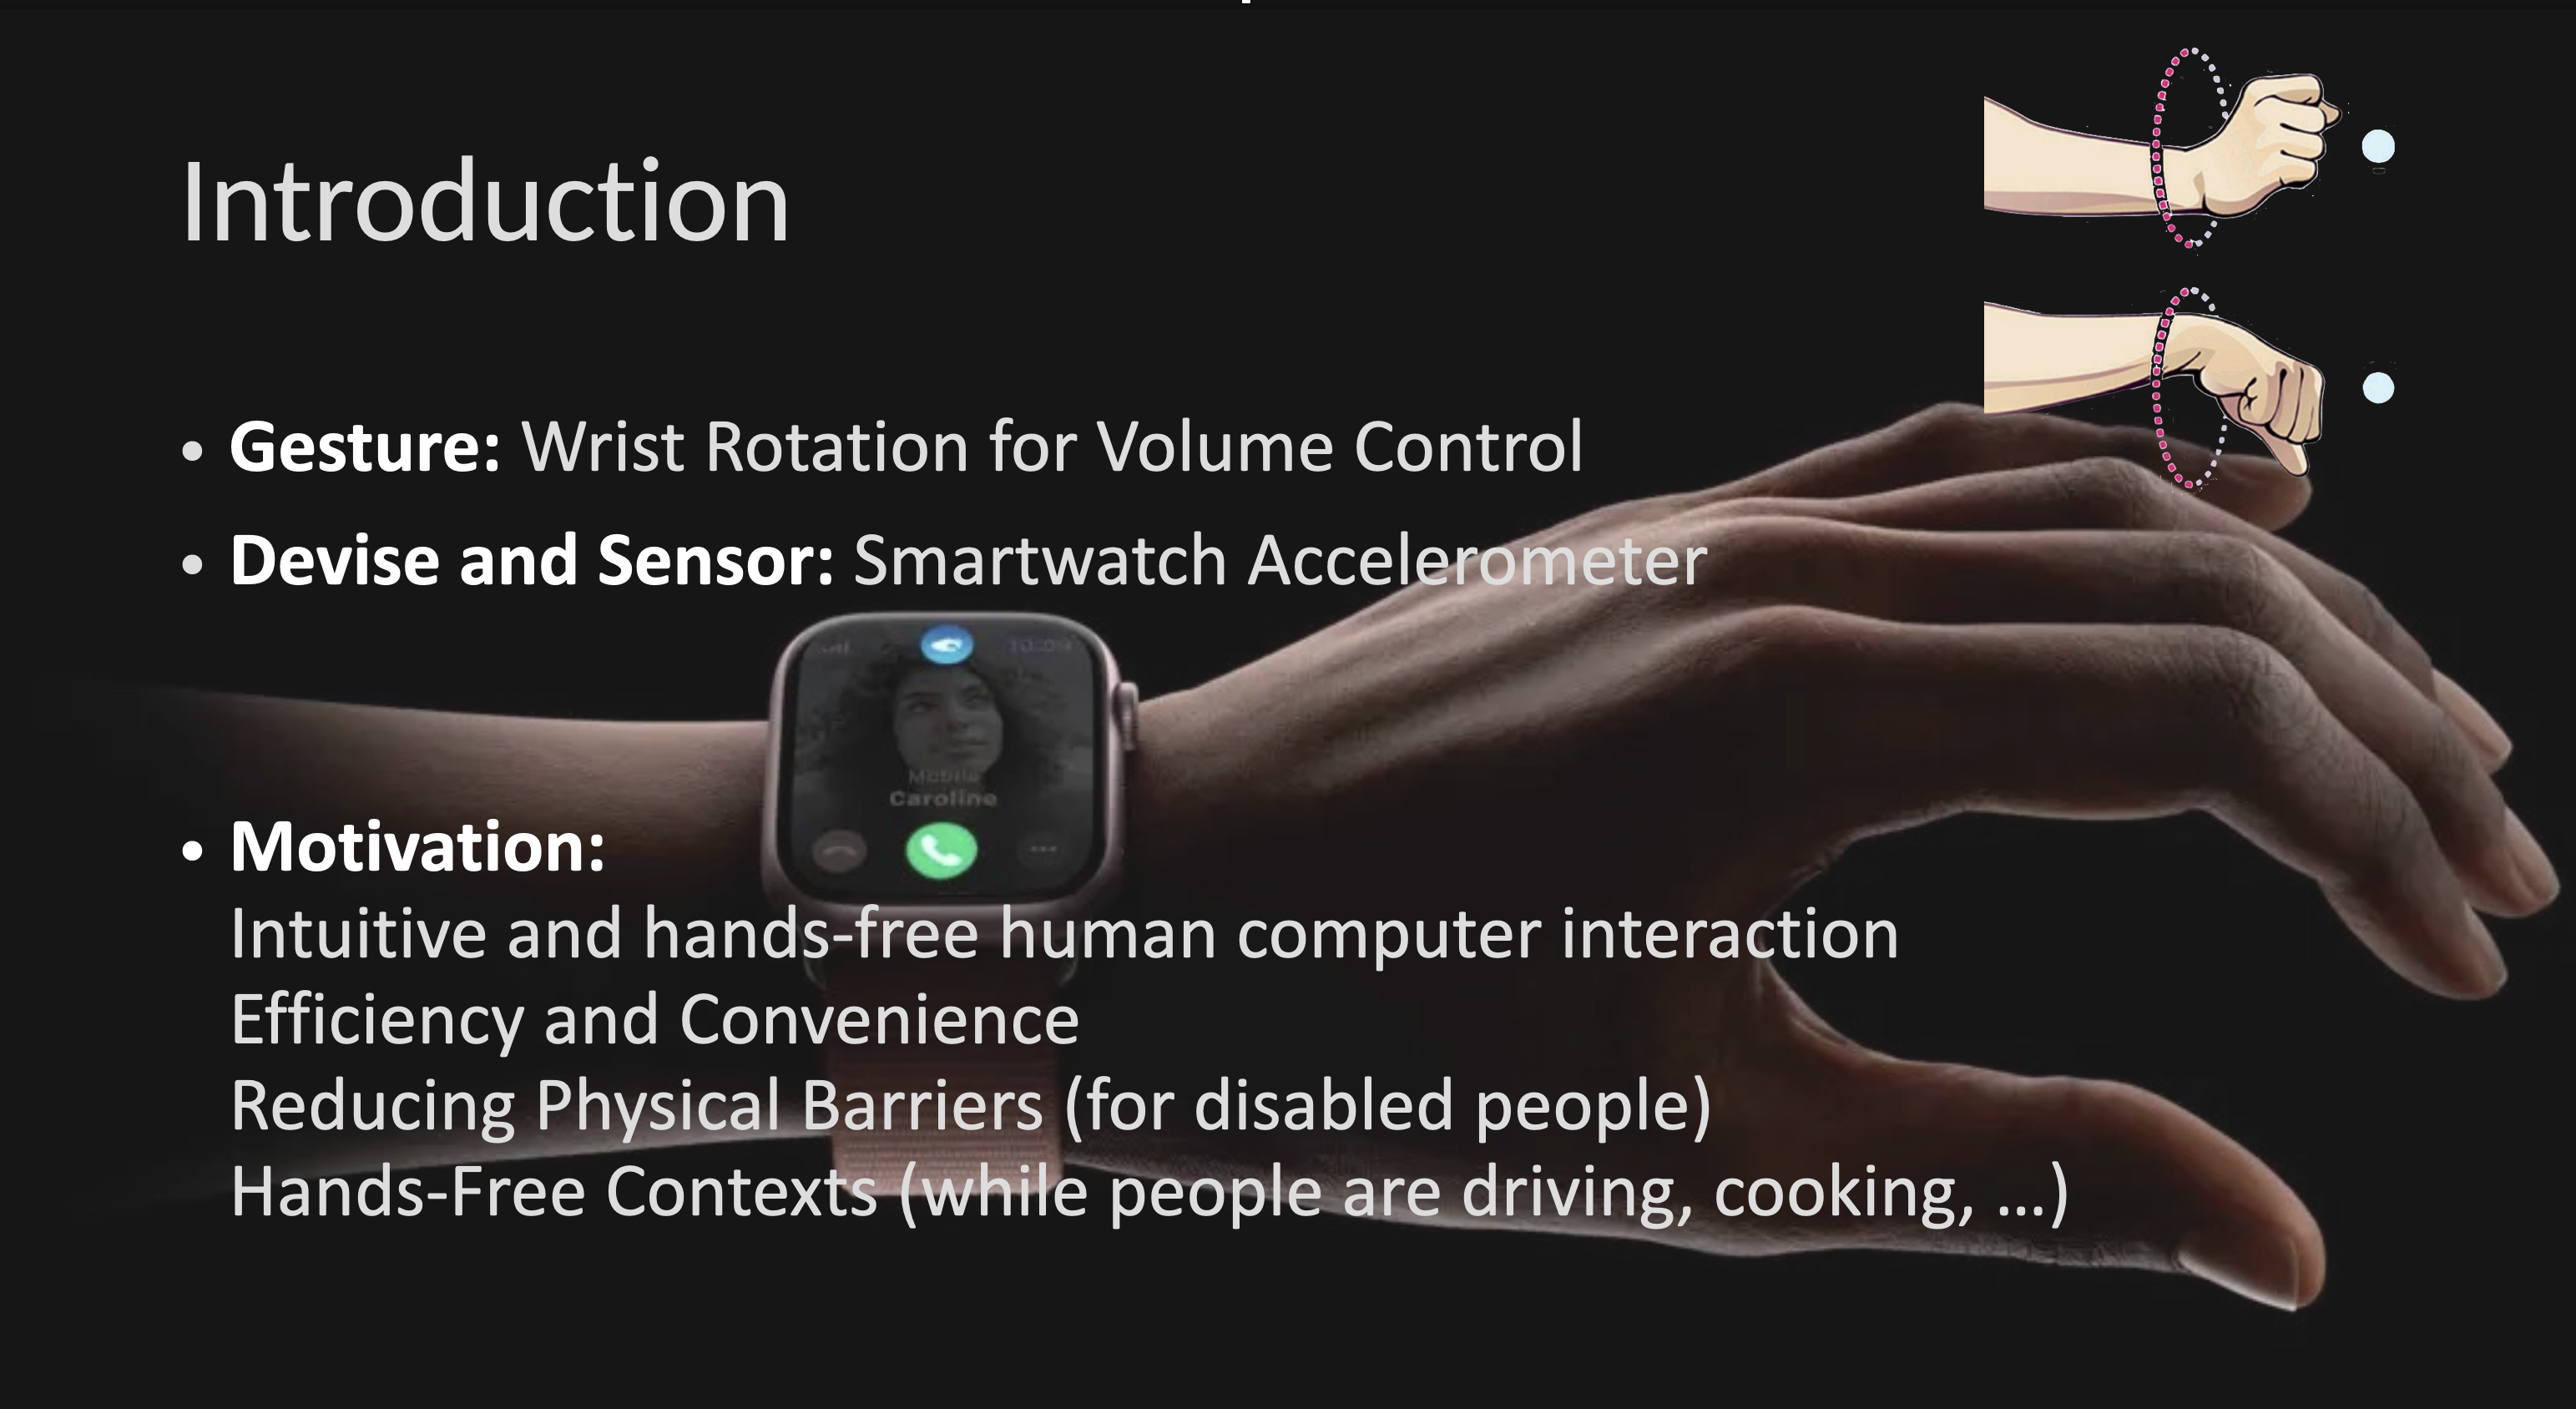 Introduction
• Gesture: Wrist Rotation for Volume Control
• Devise and Sensor: Smartwatch Accelerometer
10:09
Mobile
Caroline
• Motivation:
Intuitive and hands-free human computer interaction
Efficiency and Convenience
Reducing Physical Barriers (for disabled people)
Hands-Free Contexts (while people are driving, cooking, ...)